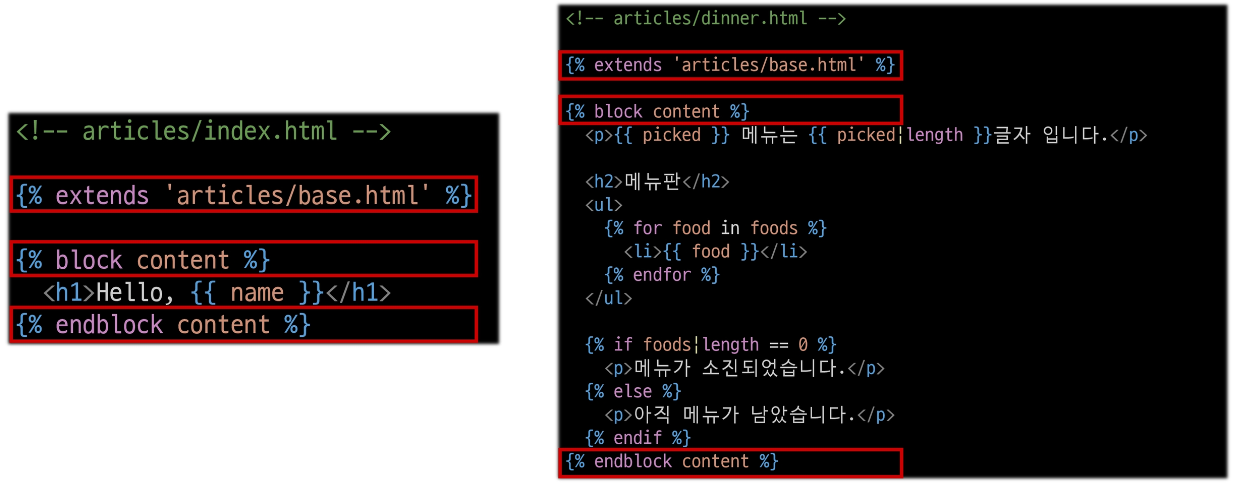 <!-- articles/index.html -->
{% extends 'articles/base.html' %}
{% block content %}
<h1>Hello, {{ name }}</h1>
{% endblock content %}
<!-- articles/dinner.html -->
{% extends 'articles/base.html' %}
{% block content %}
<p>{{ picked }} 메뉴는 {{ picked|length }}글자 입니다.</p>
<h2>메뉴판</h2>
<ul>
{% for food in foods %}
<li>{{ food }}</li>
{% endfor %}
</ul>
{% if foods|length == 0 %}
<p>메뉴가 소진되었습니다.</p>
{% else %}
<p>아직 메뉴가 남았습니다.</p>
{% endif %}
{% endblock content %}